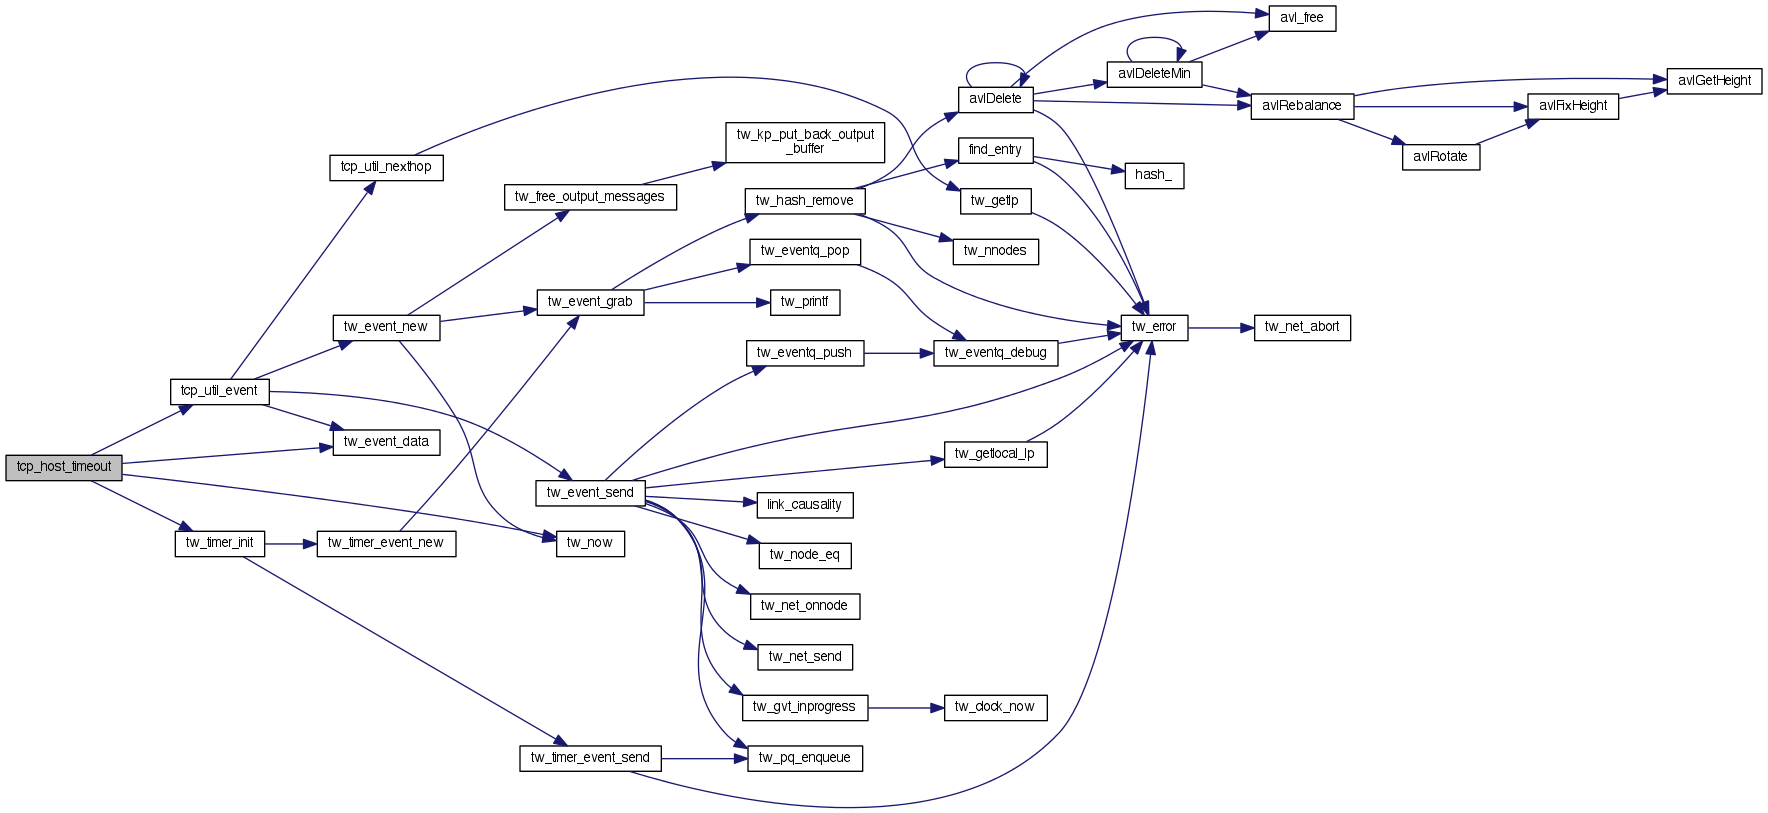 avl_free
avlDeleteMin
avlGetHeight
avlDelete
avlRebalance
avlFixHeight
tw_kp_put_back_output
_buffer
find_entry
avlRotate
tcp_util_nexthop
hash_
tw_free_output_messages
tw_hash_remove
tw_getlp
tw_eventq_pop
tw_nnodes
tw_event_grab
tw_printf
tw_event_new
tw_error
tw_net_abort
tw_eventq_push
tw_eventq_debug
tcp_util_event
tw_event_data
tw_getlocal_lp
tcp_host_timeout
tw_event_send
link_causality
tw_timer_init
tw_timer_event_new
tw_now
tw_node_eq
tw_net_onnode
tw_net_send
tw_gvt_inprogress
tw_clock_now
tw_timer_event_send
tw_pq_enqueue